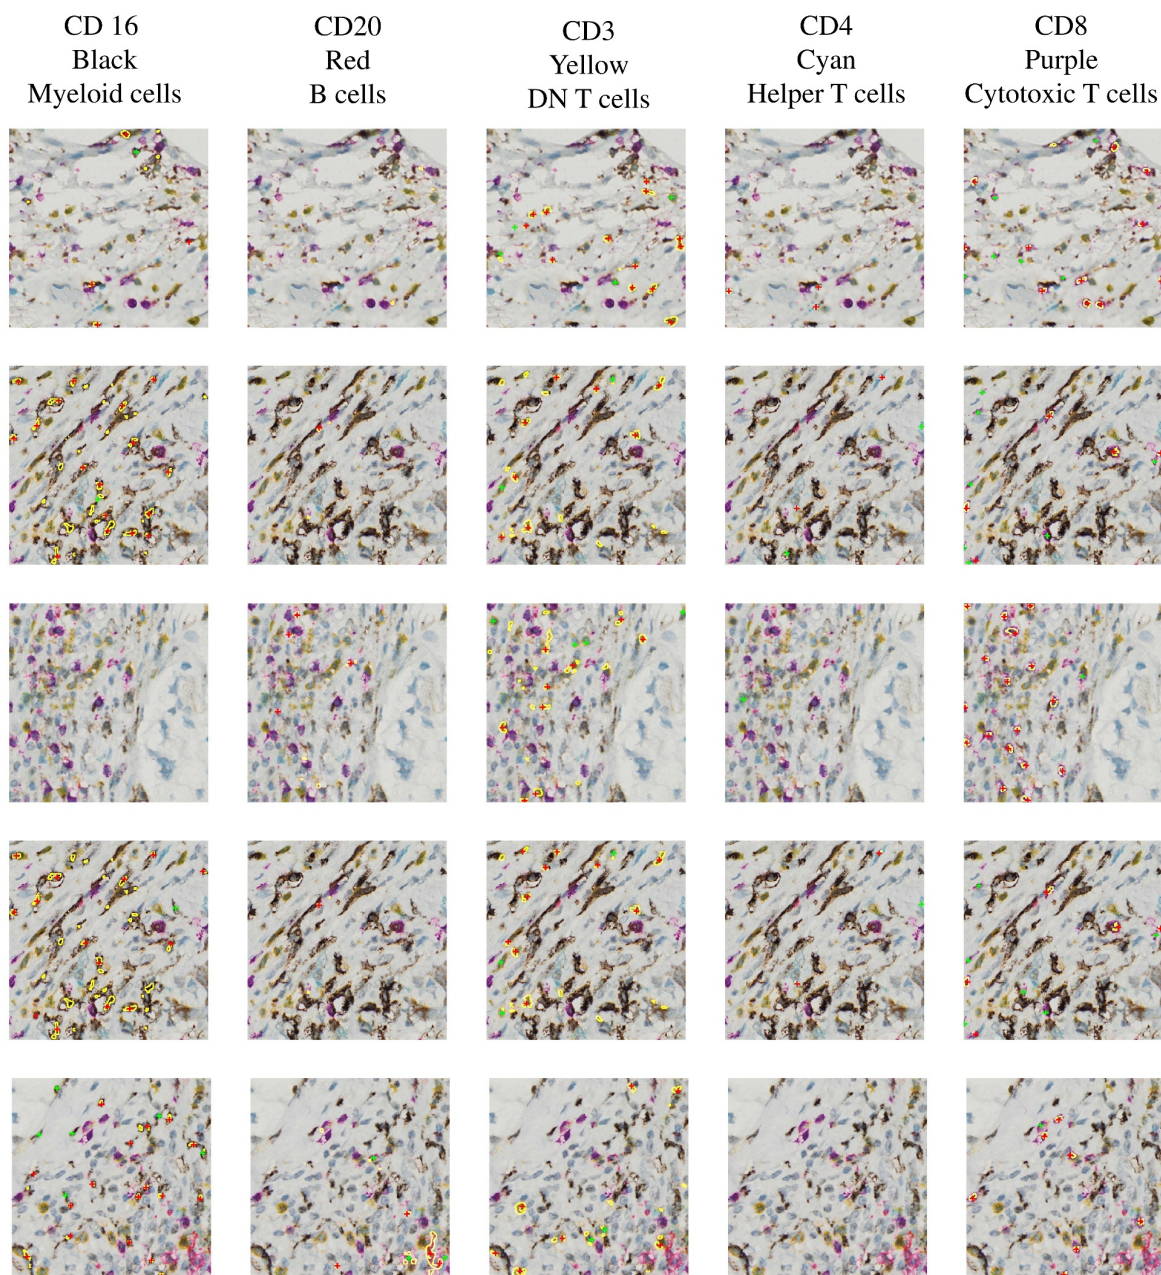 CD 16
Black
Myeloid cells
CD20
Red
B cells
CD3
Yellow
DN T cells
CD4
Cyan
Helper T cells
CD8
Purple
Cytotoxic T cells